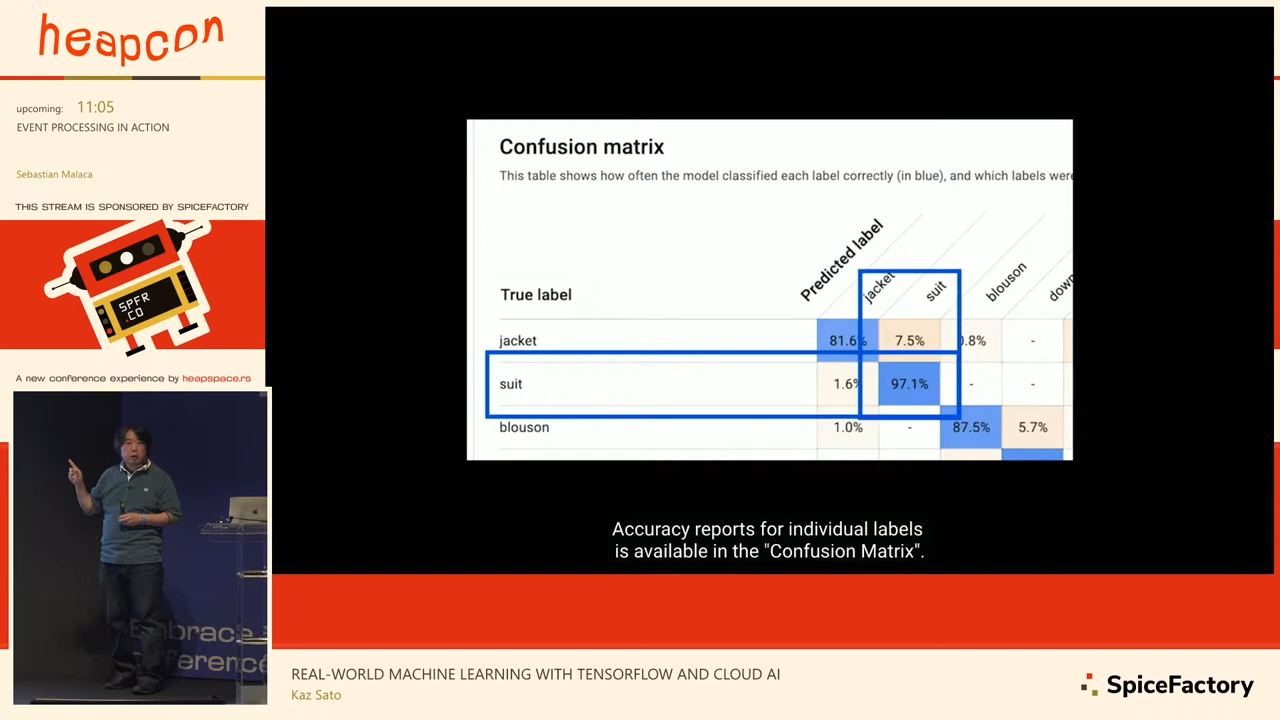 heapcon
upcoming: 11:05
EVENT PROCESSING IN ACTION
Sebastian Malaca
THIS STREAM IS SPONSORED BY SPICEFACTORY
SPFR
.CO
A new conference experience by heapspace.rs
Confusion matrix
This table shows how often the model classified each label correctly (in blue), and which labels were
Predicted label
jacket
suit
blouson
True label
jacket 81.6% 7.5% 0.8% -
suit 1.6% 97.1% - -
blouson 1.0% - 87.5% 5.7%
Accuracy reports for individual labels
is available in the "Confusion Matrix".
Embrace
REAL-WORLD MACHINE LEARNING WITH TENSORFLOW AND CLOUD AI
Kaz Sato
SpiceFactory